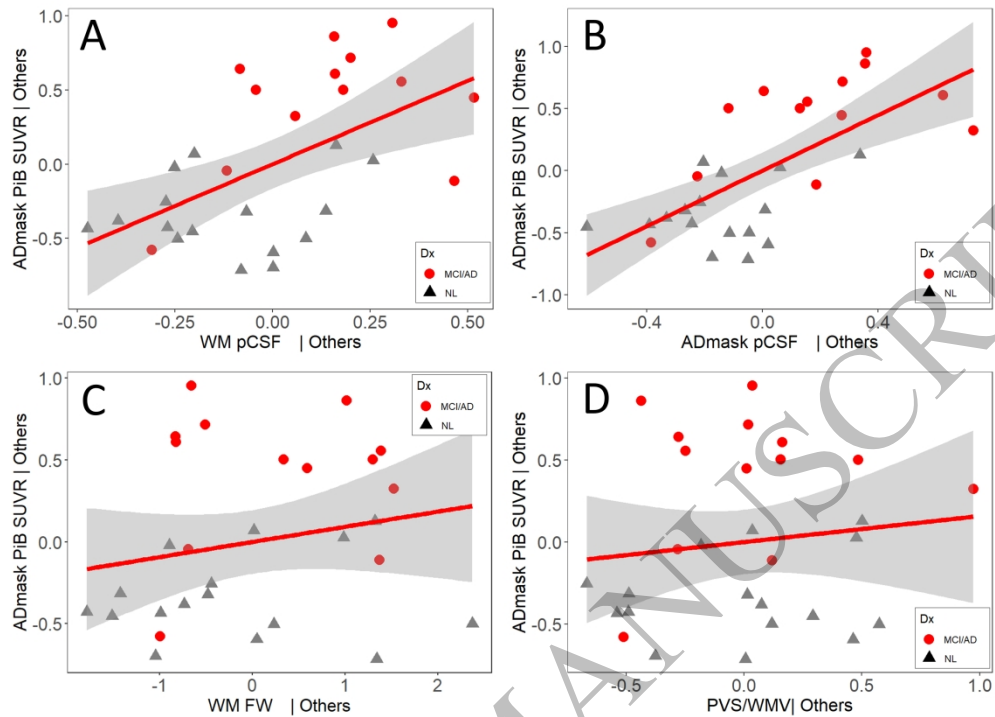 A
ADmask PiB SUVR | Others
1.0
0.5
0.0
-0.5
-0.50
-0.25
0.00
0.25
0.50
WM pCSF | Others
Dx
MCI/AD
NL
B
ADmask PiB SUVR | Others
1.0
0.5
0.0
-0.5
-1.0
-0.4
0.0
0.4
ADmask pCSF | Others
Dx
MCI/AD
NL
C
ADmask PiB SUVR | Others
1.0
0.5
0.0
-0.5
-1
0
1
2
WM FW | Others
Dx
MCI/AD
NL
D
ADmask PiB SUVR | Others
1.0
0.5
0.0
-0.5
-0.5
0.0
0.5
1.0
PVS/WMV| Others
Dx
MCI/AD
NL
MANUSCRI